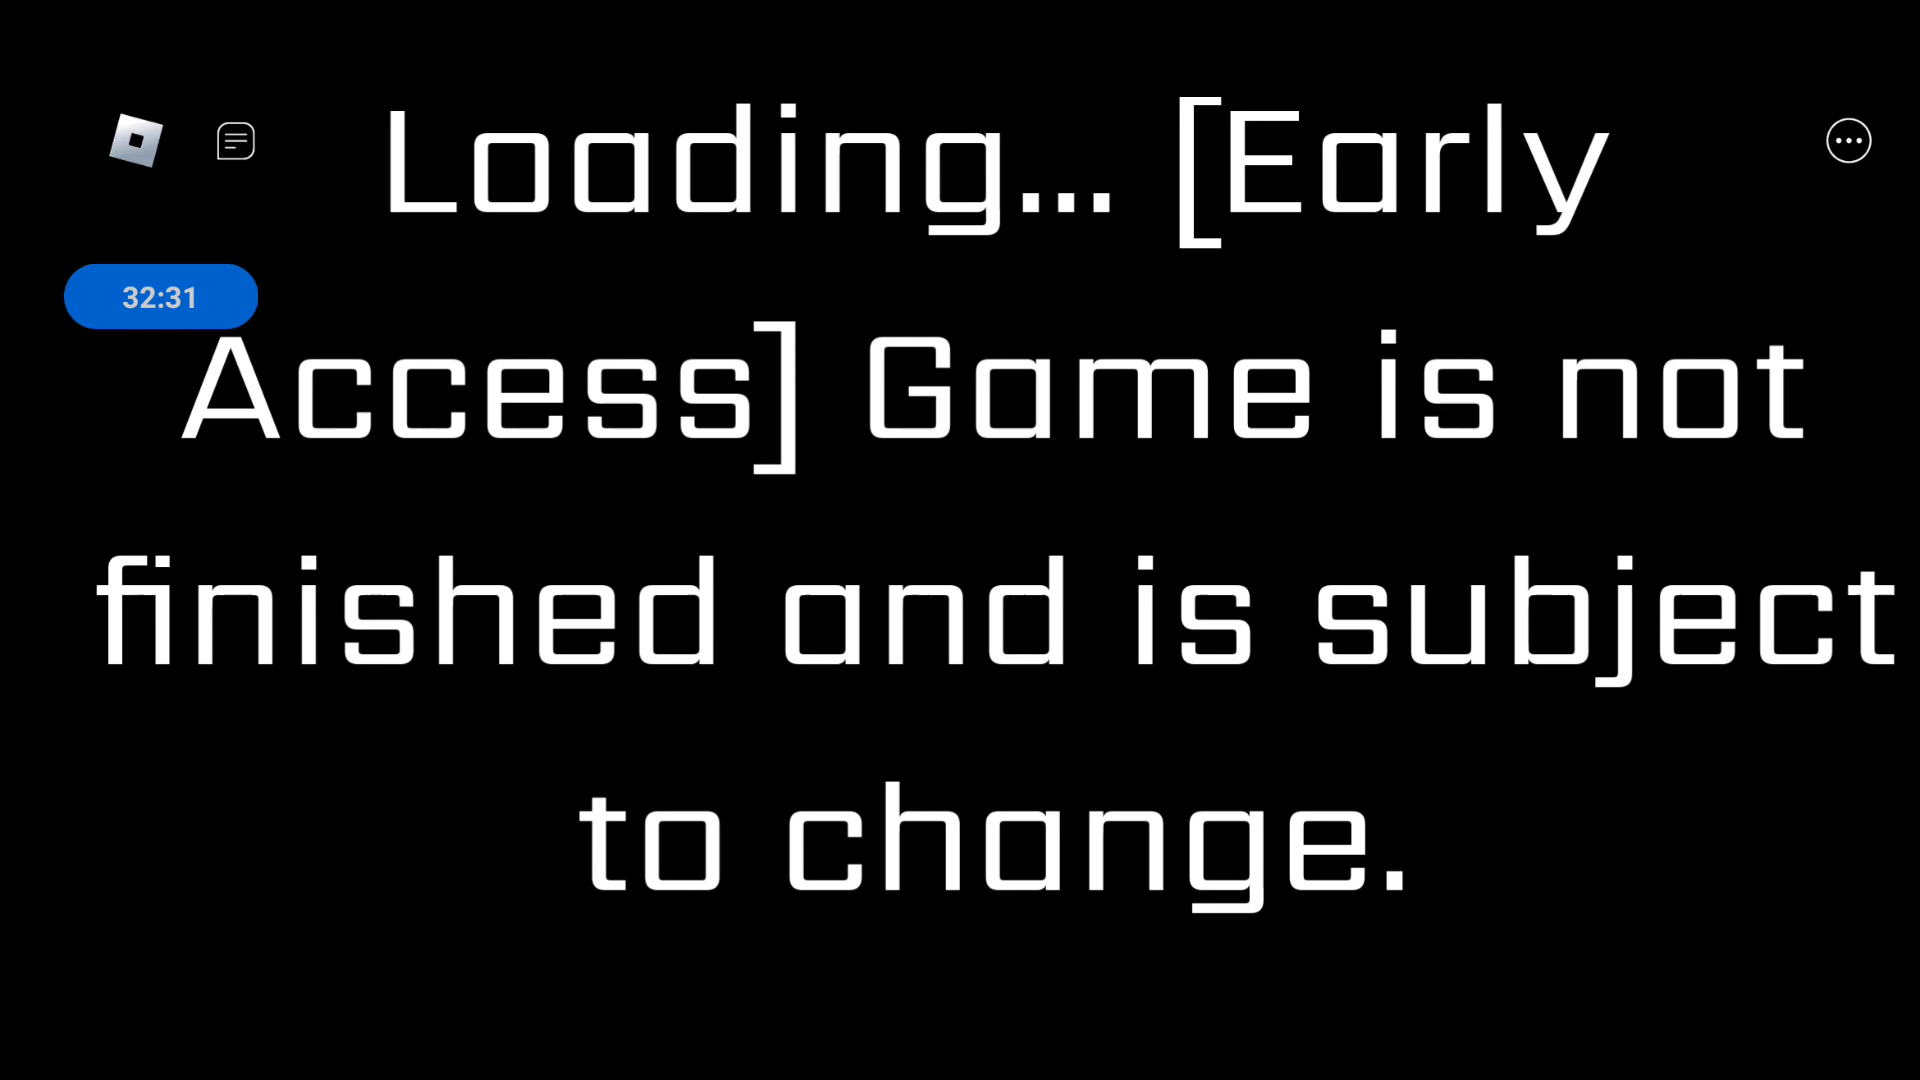 Loading... [Early
32:31
Access] Game is not
finished and is subject
to change.